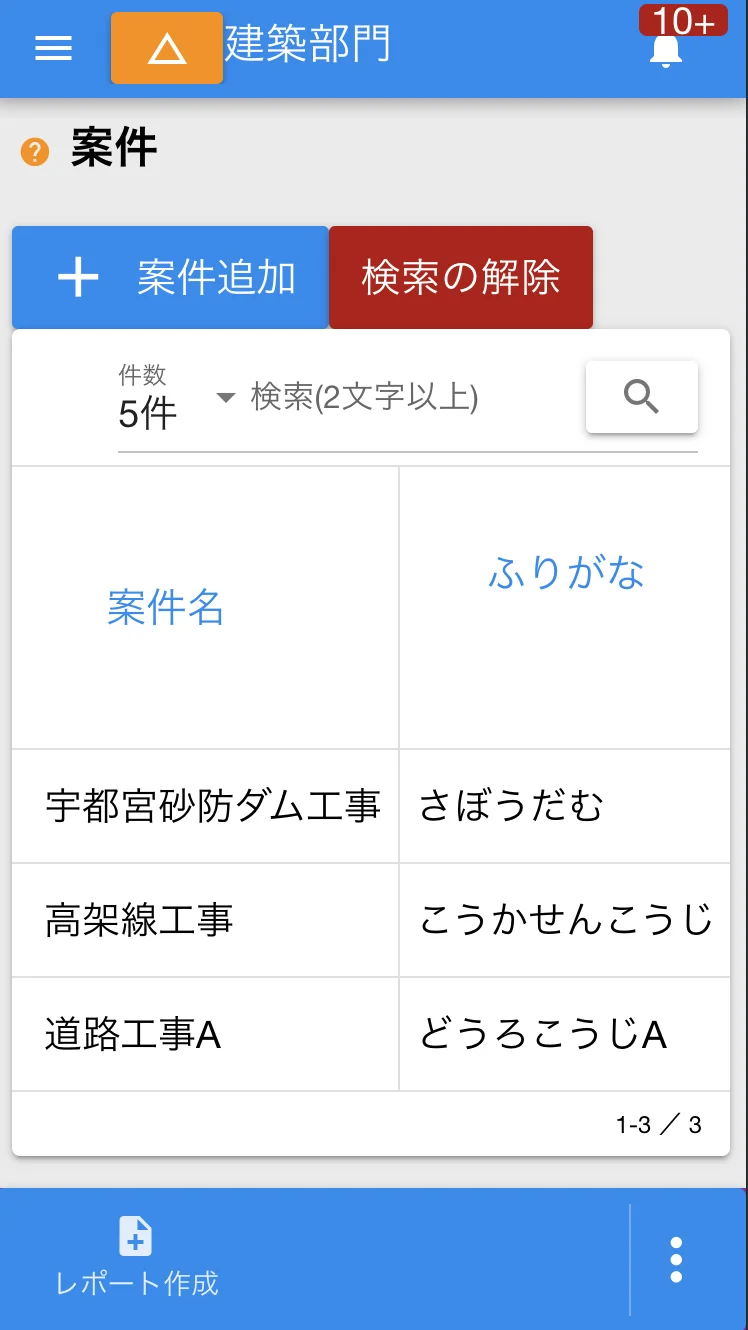 建築部門
10+
? 案件
案件追加
検索の解除
件数
5件
検索(2文字以上)
案件名
ふりがな
宇都宮砂防ダム工事
さぼうだむ
高架線工事
こうかせんこうじ
道路工事A
どうろこうじA
1-3 ／ 3
レポート作成